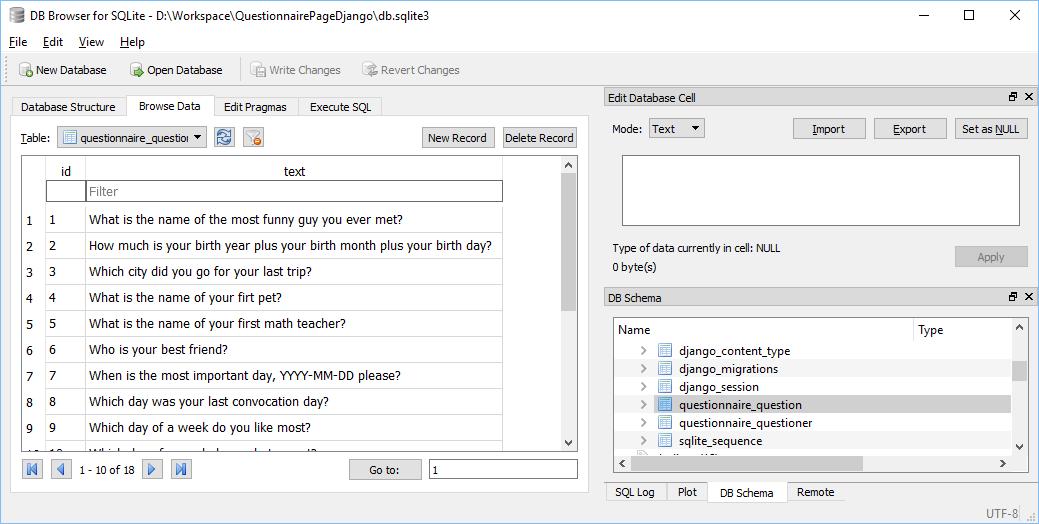 DB Browser for SQLite - D:\Workspace\QuestionnairePageDjango\db.sqlite3
File Edit View Help
New Database Open Database Write Changes Revert Changes
Database Structure Browse Data Edit Pragmas Execute SQL
Table: questionnaire_question
New Record Delete Record
id text
Filter
1 1 What is the name of the most funny guy you ever met?
2 2 How much is your birth year plus your birth month plus your birth day?
3 3 Which city did you go for your last trip?
4 4 What is the name of your firt pet?
5 5 What is the name of your first math teacher?
6 6 Who is your best friend?
7 7 When is the most important day, YYYY-MM-DD please?
8 8 Which day was your last convocation day?
9 9 Which day of a week do you like most?
1 - 10 of 18 Go to: 1
Edit Database Cell
Mode: Text Import Export Set as NULL
Type of data currently in cell: NULL
0 byte(s)
Apply
DB Schema
Name Type
django_content_type
django_migrations
django_session
questionnaire_question
questionnaire_questioner
sqlite_sequence
SQL Log Plot DB Schema Remote
UTF-8